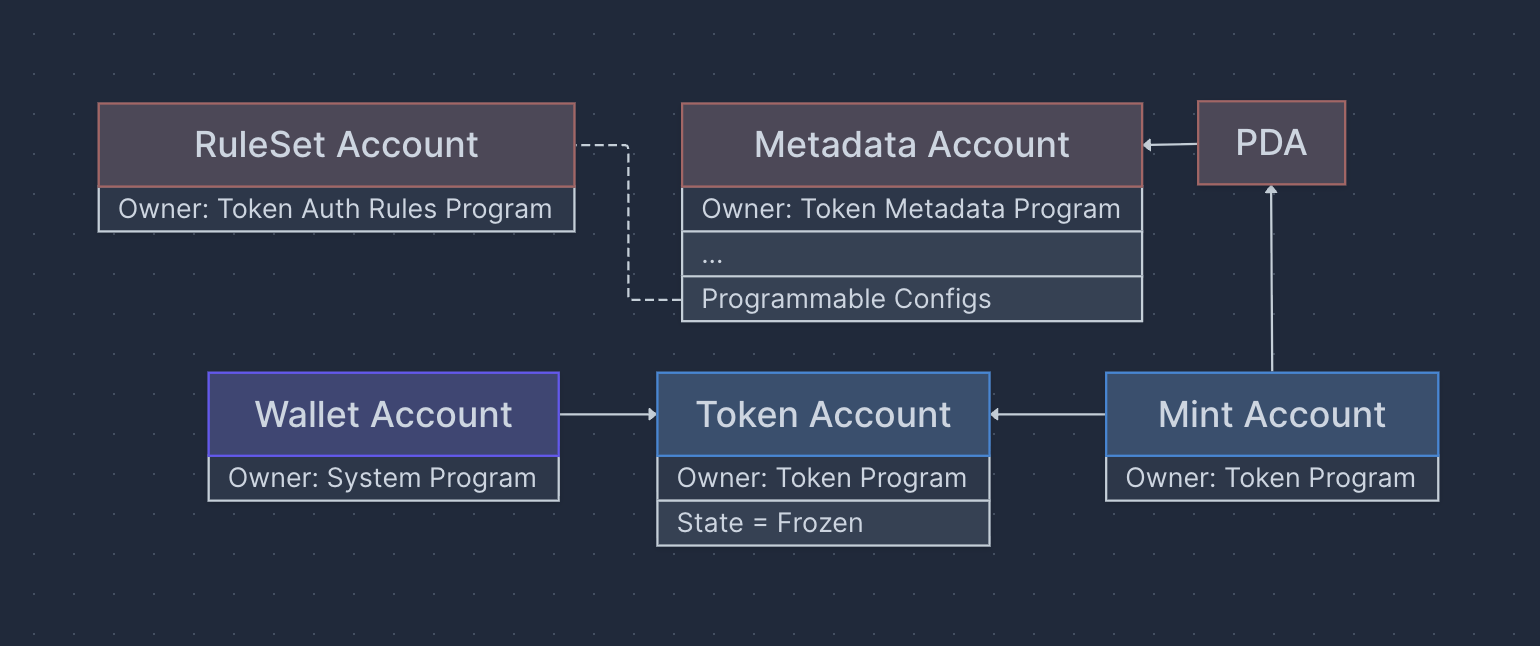 RuleSet Account
Owner: Token Auth Rules Program
Metadata Account
Owner: Token Metadata Program
...
Programmable Configs
PDA
Wallet Account
Owner: System Program
Token Account
Owner: Token Program
State = Frozen
Mint Account
Owner: Token Program